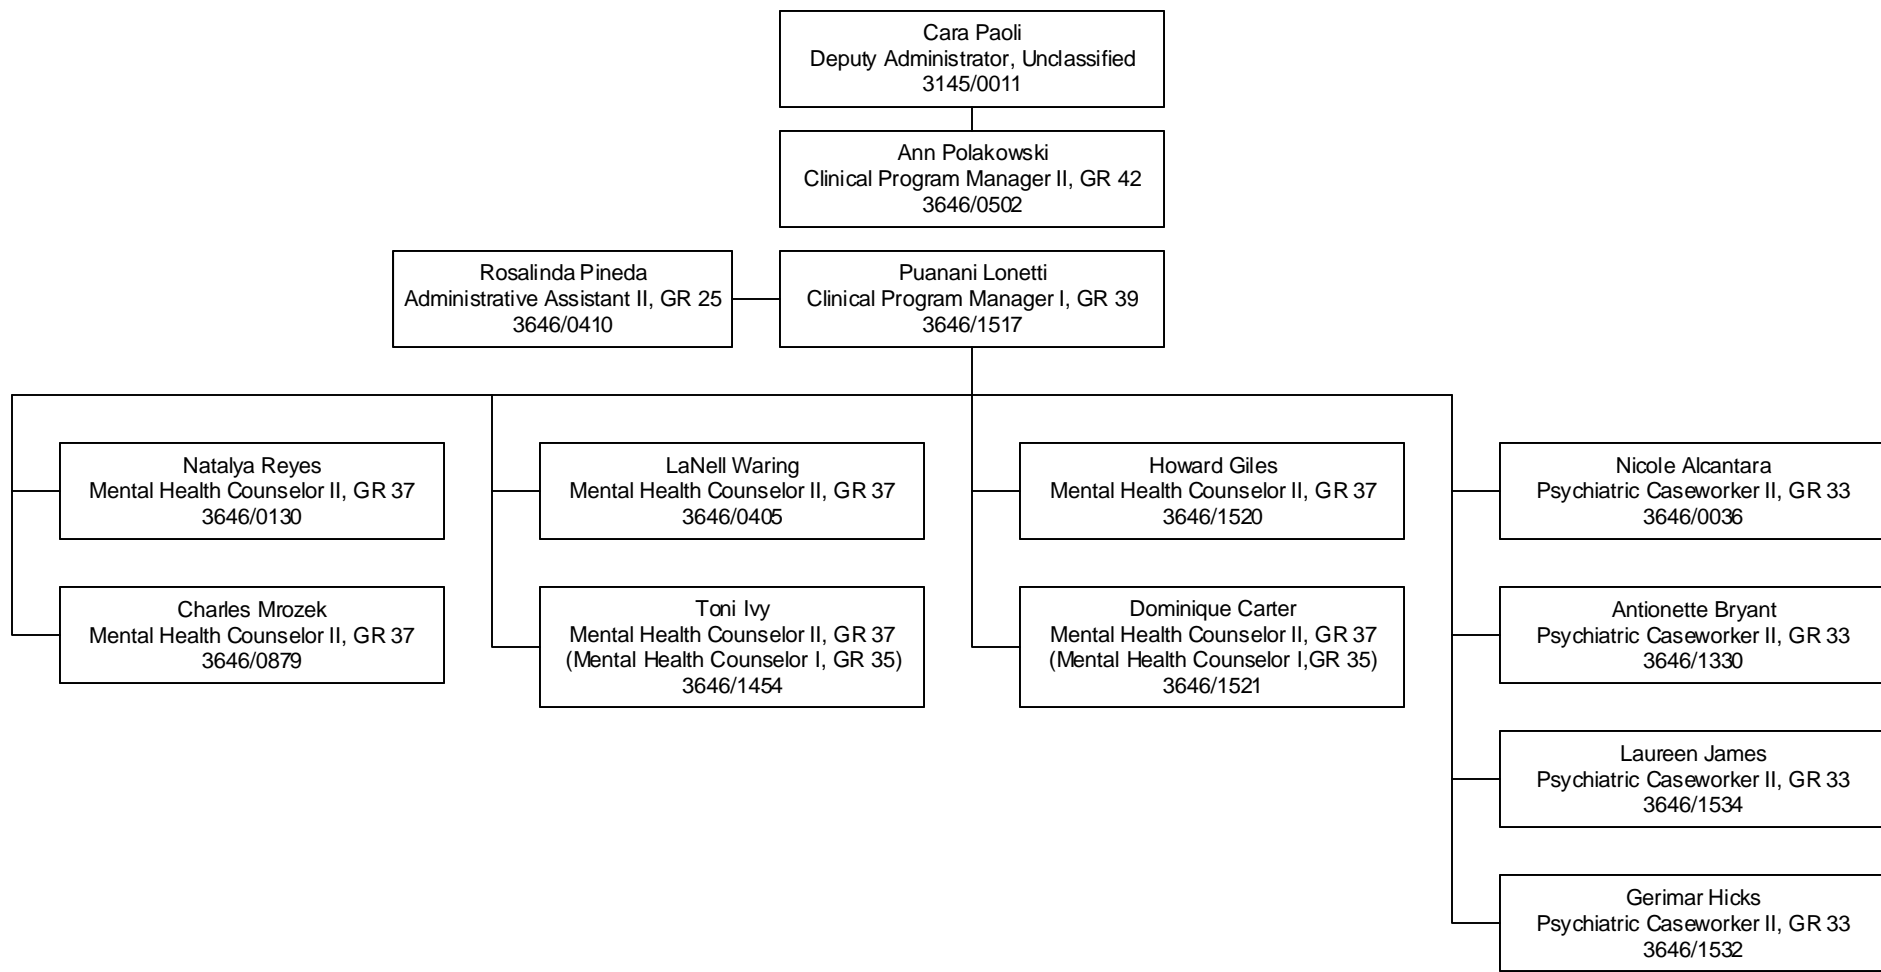 Cara Paoli
Deputy Administrator, Unclassified
3145/0011
Ann Polakowski
Clinical Program Manager II, GR 42
3646/0502
Rosalinda Pineda
Administrative Assistant II, GR 25
3646/0410
Puanani Lonetti
Clinical Program Manager I, GR 39
3646/1517
Natalya Reyes
Mental Health Counselor II, GR 37
3646/0130
LaNell Waring
Mental Health Counselor II, GR 37
3646/0405
Howard Giles
Mental Health Counselor II, GR 37
3646/1520
Nicole Alcantara
Psychiatric Caseworker II, GR 33
3646/0036
Charles Mrozek
Mental Health Counselor II, GR 37
3646/0879
Toni Ivy
Mental Health Counselor II, GR 37
(Mental Health Counselor I, GR 35)
3646/1454
Dominique Carter
Mental Health Counselor II, GR 37
(Mental Health Counselor I,GR 35)
3646/1521
Antionette Bryant
Psychiatric Caseworker II, GR 33
3646/1330
Laureen James
Psychiatric Caseworker II, GR 33
3646/1534
Gerimar Hicks
Psychiatric Caseworker II, GR 33
3646/1532